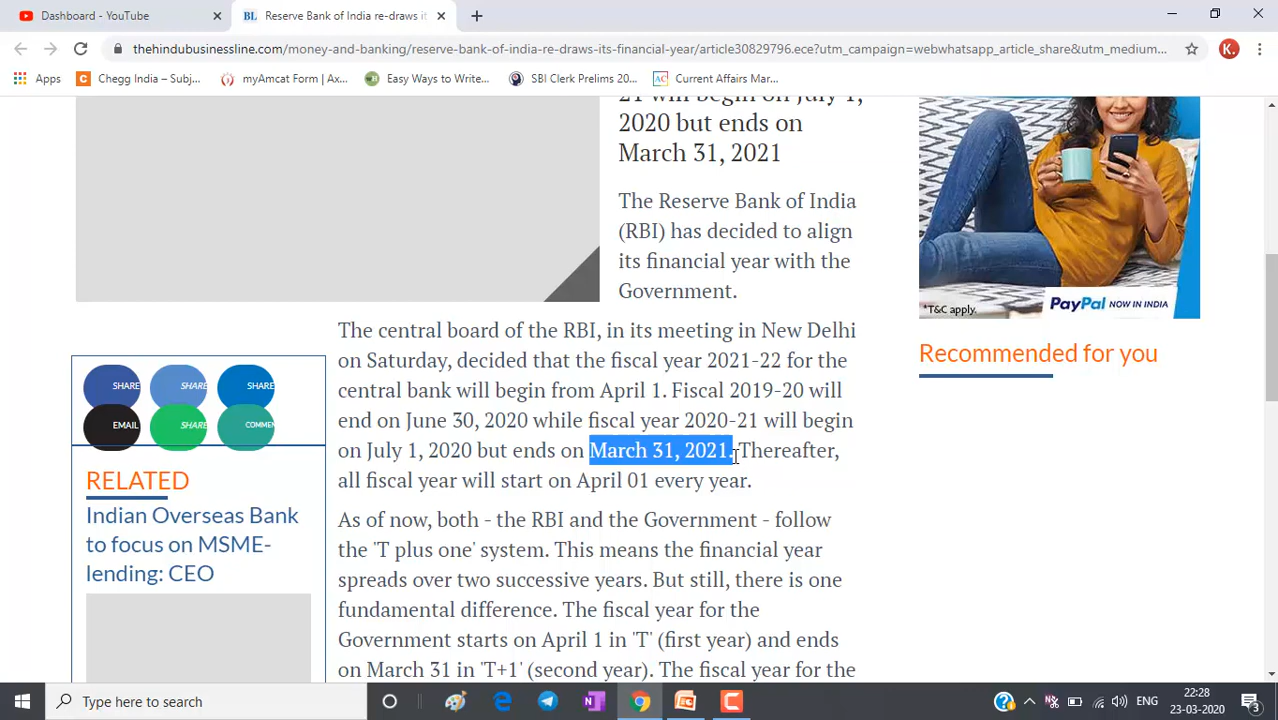 Dashboard - YouTube
Reserve Bank of India re-draws its
thehindubusinessline.com/money-and-banking/reserve-bank-of-india-re-draws-its-financial-year/article30829796.ece?utm_campaign=webwhatsapp_article_share&utm_medium...
K.
Apps
Chegg India – Subj...
myAmcat Form | Ax...
Easy Ways to Write...
SBI Clerk Prelims 20...
Current Affairs Mar...
21 will begin on July 1,
2020 but ends on
March 31, 2021
The Reserve Bank of India
(RBI) has decided to align
its financial year with the
Government.
The central board of the RBI, in its meeting in New Delhi
on Saturday, decided that the fiscal year 2021-22 for the
central bank will begin from April 1. Fiscal 2019-20 will
end on June 30, 2020 while fiscal year 2020-21 will begin
on July 1, 2020 but ends on March 31, 2021. Thereafter,
all fiscal year will start on April 01 every year.
As of now, both - the RBI and the Government - follow
the 'T plus one' system. This means the financial year
spreads over two successive years. But still, there is one
fundamental difference. The fiscal year for the
Government starts on April 1 in 'T' (first year) and ends
on March 31 in 'T+1' (second year). The fiscal year for the
SHARE
SHARE
SHARE
EMAIL
SHARE
COMMEN
RELATED
Indian Overseas Bank
to focus on MSME-
lending: CEO
*T&C apply.
PayPal NOW IN INDIA
Recommended for you
Type here to search
ENG
22:28
23-03-2020
3